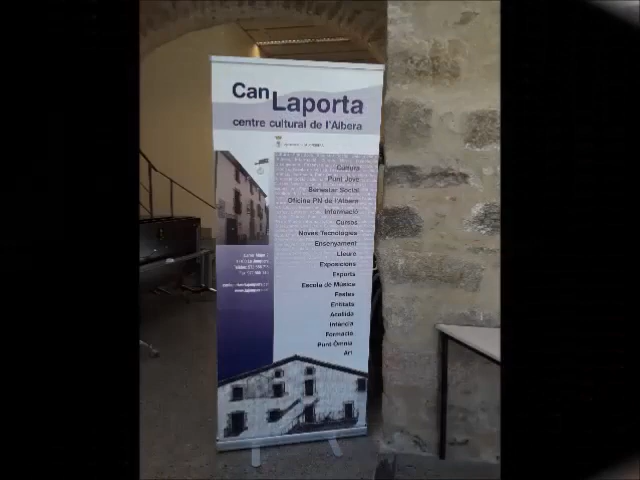 Can
Laporta
centre cultural de l'Albera
Cultura
Punt Jove
Benestar Social
Oficina PN de l'Albera
Informació
Cursos
Noves Tecnologies
Ensenyament
Lleure
Exposicions
Esports
Escola de Música
Festes
Entitats
Acollida
Infància
Formació
Punt Òmnia
Art